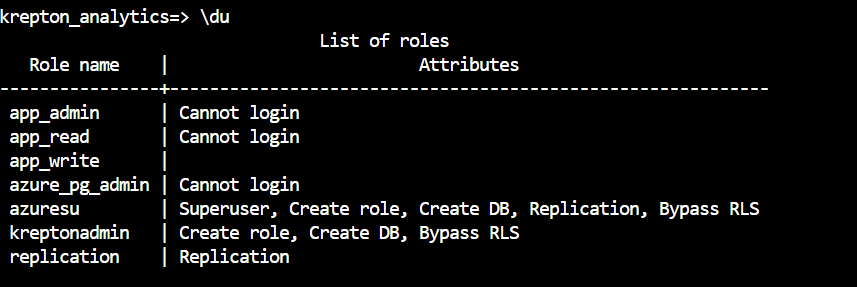 krepton_analytics=> \du
List of roles
Role name | Attributes
----------------+-----------------------------------------------------------
app_admin | Cannot login
app_read | Cannot login
app_write |
azure_pg_admin | Cannot login
azuresu | Superuser, Create role, Create DB, Replication, Bypass RLS
kreptonadmin | Create role, Create DB, Bypass RLS
replication | Replication